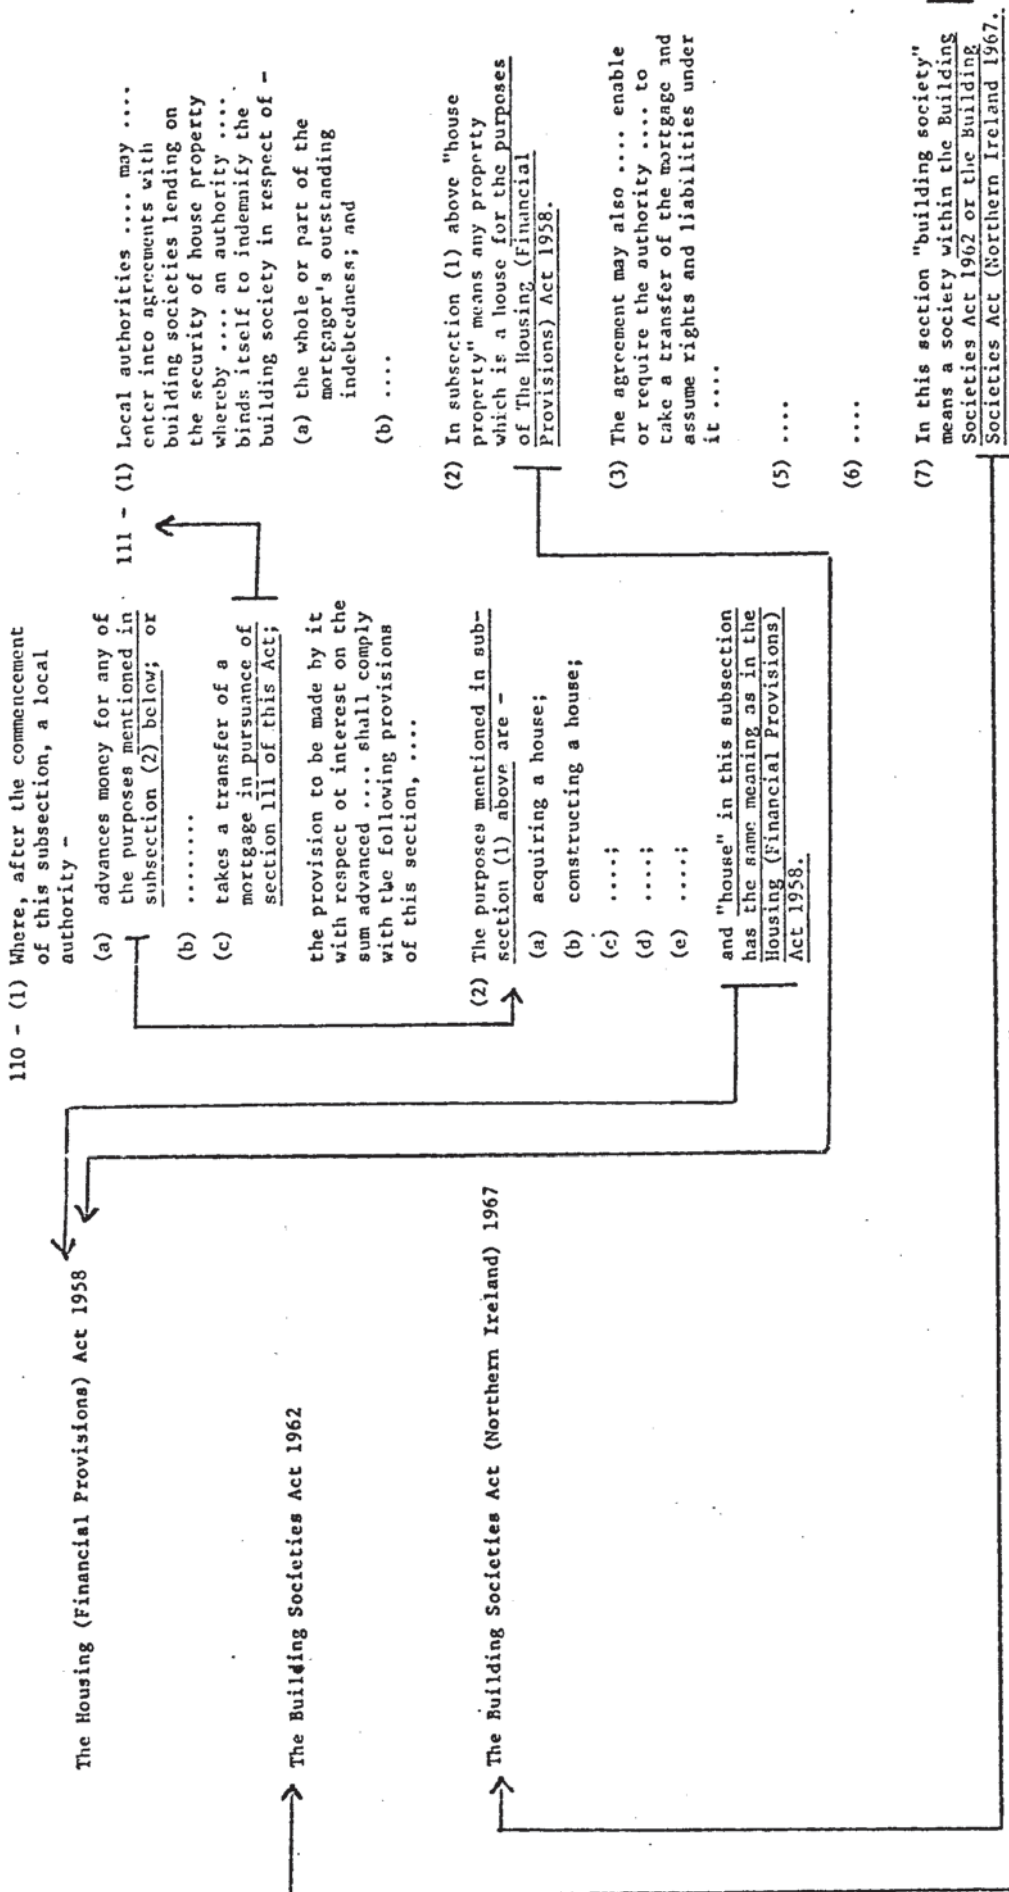 The Housing (Financial Provisions) Act 1958
The Building Societies Act 1962
The Building Societies Act (Northern Ireland) 1967
110 - (1) Where, after the commencement
of this subsection, a local
authority -
(a) advances money for any of
the purposes mentioned in
subsection (2) below; or
(b) ........
(c) takes a transfer of a
mortgage in pursuance of
section 111 of this Act;
the provision to be made by it
with respect ot interest on the
sum advanced .... shall comply
with the following provisions
of this section, ....
(2) The purposes mentioned in sub-
section (1) above are -
(a) acquiring a house;
(b) constructing a house;
(c) ....;
(d) ....;
(e) ....;
and "house" in this subsection
has the same meaning as in the
Housing (Financial Provisions)
Act 1958.
111 - (1) Local authorities .... may ....
enter into agreements with
building societies lending on
the security of house property
whereby .... an authority ....
binds itself to indemnify the
building society in respect of -
(a) the whole or part of the
mortgagor's outstanding
indebtedness; and
(b) ....
(2) In subsection (1) above "house
property" means any property
which is a house for the purposes
of The Housing (Financial
Provisions) Act 1958.
(3) The agreement may also .... enable
or require the authority .... to
take a transfer of the mortgage and
assume rights and liabilities under
it ....
(5) ....
(6) ....
(7) In this section "building society"
means a society within the Building
Societies Act 1962 or the Building
Societies Act (Northern Ireland 1967.